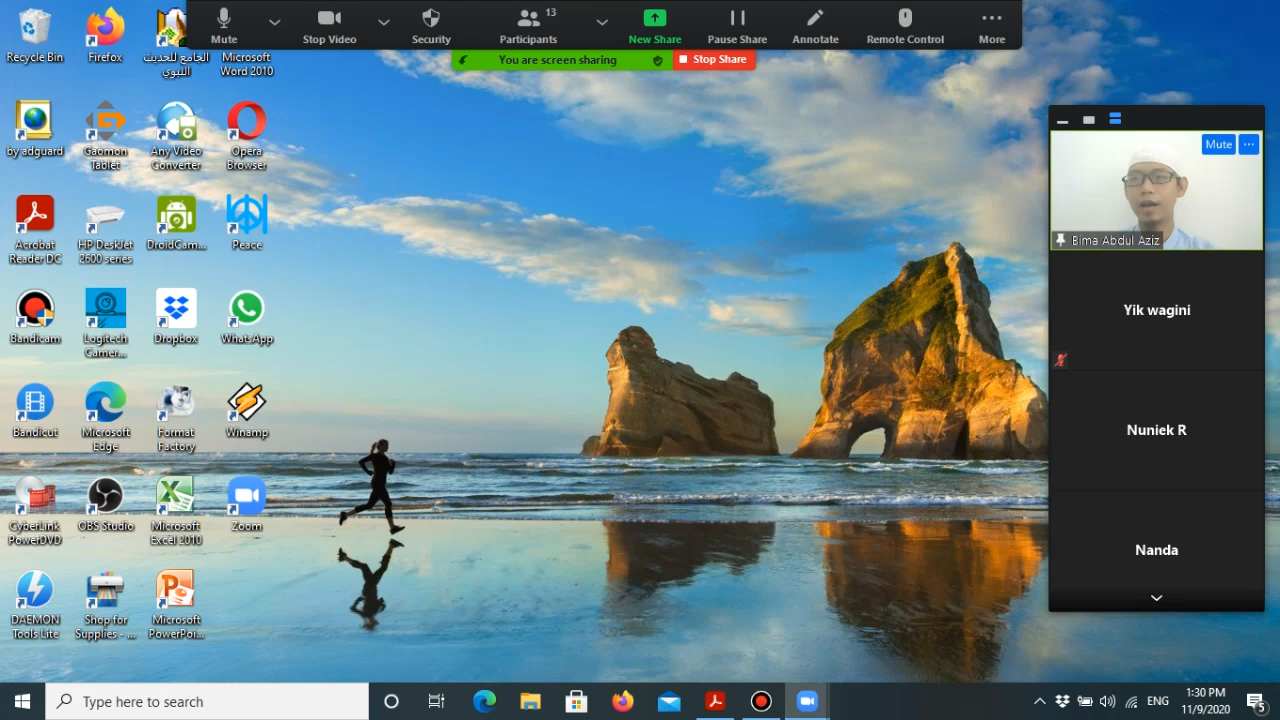 13
Mute
Stop Video
Security
Participants
New Share
Pause Share
Annotate
Remote Control
More
You are screen sharing
Stop Share
Recycle Bin
Firefox
الجامع للحديث
النبوي
Microsoft
Word 2010
by adguard
Gaomon
Tablet
Any Video
Converter
Opera
Browser
Acrobat
Reader DC
HP DeskJet
2600 series
DroidCam...
Peace
Bandicam
Logitech
Camer...
Dropbox
WhatsApp
Bandicut
Microsoft
Edge
Format
Factory
Winamp
CyberLink
PowerDVD
OBS Studio
Microsoft
Excel 2010
Zoom
DAEMON
Tools Lite
Shop for
Supplies - ...
Microsoft
PowerPoi...
Mute
Bima Abdul Aziz
Yik wagini
Nuniek R
Nanda
Type here to search
ENG
1:30 PM
11/9/2020
5